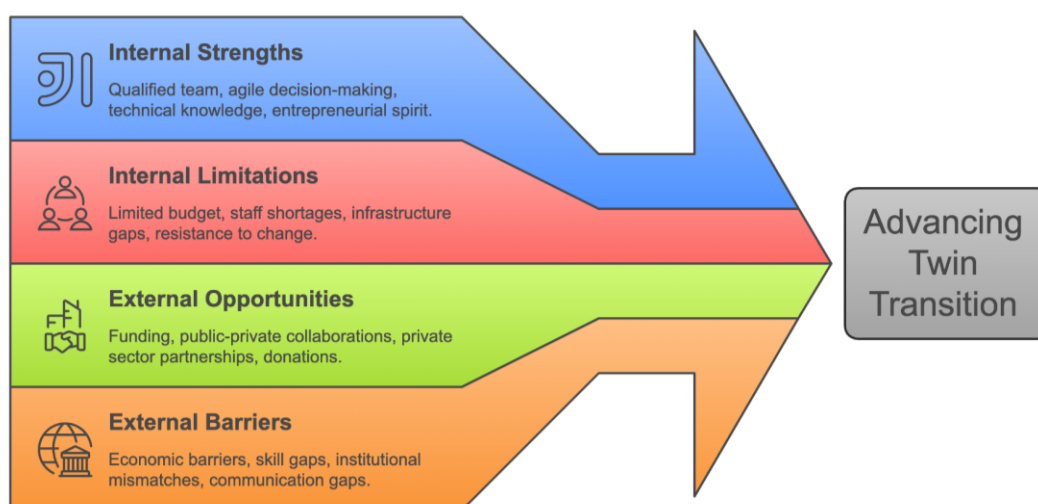 Internal Strengths
Qualified team, agile decision-making,
technical knowledge, entrepreneurial spirit.
Internal Limitations
Limited budget, staff shortages, infrastructure
gaps, resistance to change.
External Opportunities
Funding, public-private collaborations, private
sector partnerships, donations.
External Barriers
Economic barriers, skill gaps, institutional
mismatches, communication gaps.
Advancing
Twin
Transition